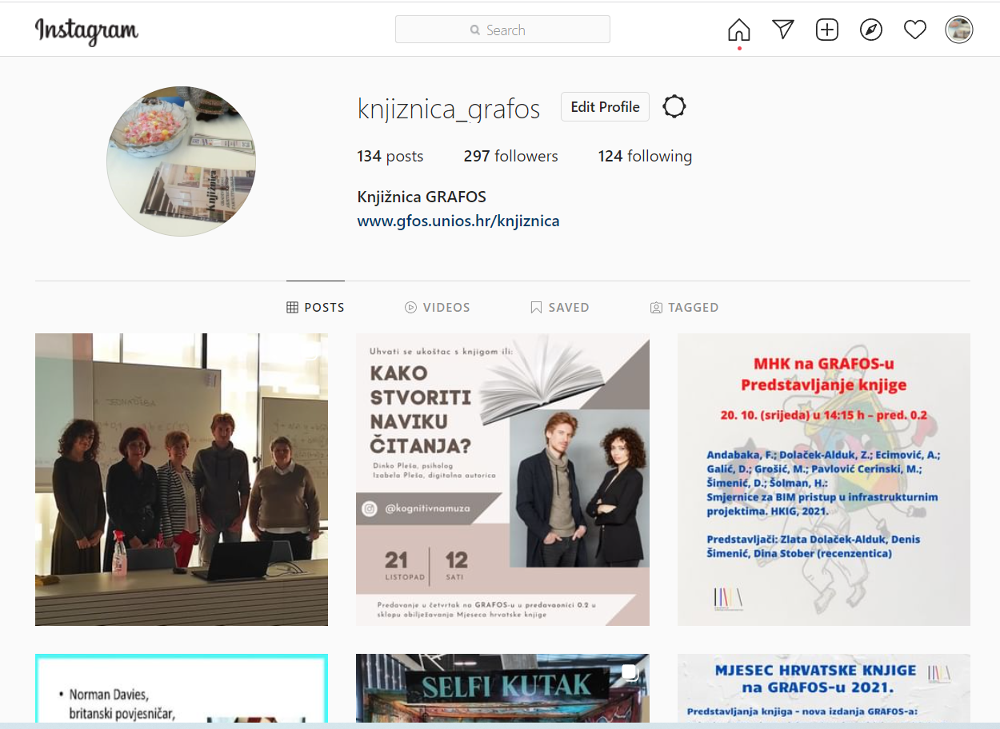 Instagram
Search
knjiznica_grafos
Edit Profile
134 posts
297 followers
124 following
Knjižnica GRAFOS
www.gfos.unios.hr/knjiznica
POSTS
VIDEOS
SAVED
TAGGED
Knjižnica
Uhvati se ukoštac s knjigom ili:
KAKO
STVORITI
NAVIKU
ČITANJA?
Dinko Pleša, psiholog
Izabela Pleša, digitalna autorica
@kognitivnamuza
21
LISTOPAD
12
SATI
Predavanje u četvrtak na GRAFOS-u u predavaonici 0.2 u
sklopu obilježavanja Mjeseca hrvatske knjige
MHK na GRAFOS-u
Predstavljanje knjige
20. 10. (srijeda) u 14:15 h – pred. 0.2
Andabaka, F.; Dolaček-Alduk, Z.; Ecimović, A.;
Galić, D.; Grošić, M.; Pavlović Cerinski, M.;
Šimenić, D.; Šolman, H.:
Smjernice za BIM pristup u infrastrukturnim
projektima. HKIG, 2021.
Predstavljači: Zlata Dolaček-Alduk, Denis
Šimenić, Dina Stober (recenzentica)
• Norman Davies,
britanski povjesničar,
SELFI KUTAK
MJESEC HRVATSKE KNJIGE
na GRAFOS-u 2021.
Predstavljanja knjiga - nova izdanja GRAFOS-a: